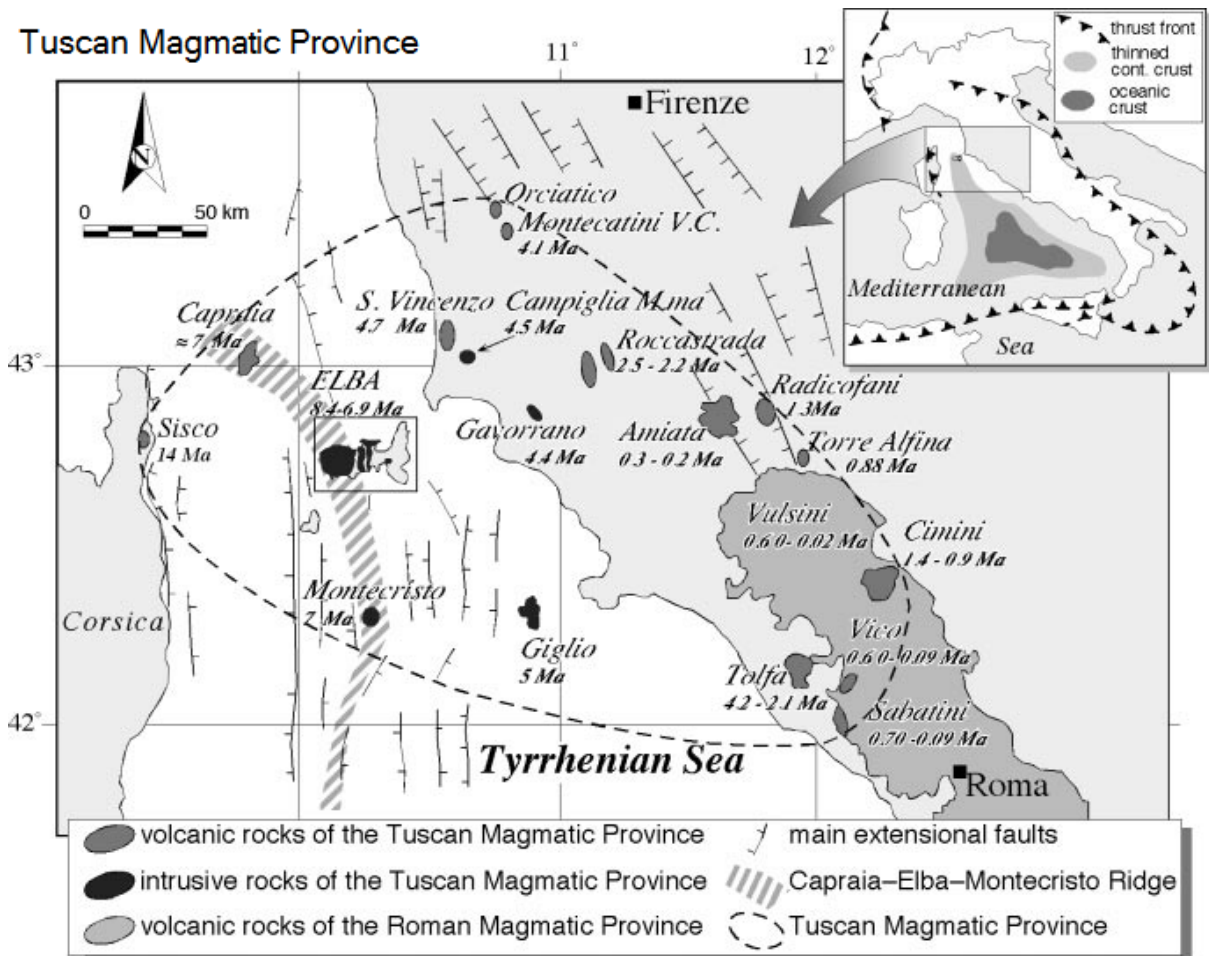 Tuscan Magmatic Province
11
12
thrust front
thinned
cont. crust
oceanic
crust
Firenze
N
0 50 km
Orciatico
Montecatini V.C.
4.1 Ma
Mediterranean
Sea
Capraia
≈ 7 Ma
S. Vincenzo
4.7 Ma
Campiglia M.ma
4.5 Ma
Roccastrada
2.5 - 2.2 Ma
43°
ELBA
8.4-6.9 Ma
Radicofani
1.3Ma
Sisco
14 Ma
Gavorrano
4.4 Ma
Amiata
0.3 - 0.2 Ma
Torre Alfina
0.88 Ma
Vulsini
0.60-0.02 Ma
Cimini
1.4 - 0.9 Ma
Corsica
Montecristo
7 Ma
Giglio
5 Ma
Vico
0.60-0.09 Ma
Tolfa
4.2 - 2.1 Ma
42°
Sabatini
0.70 -0.09 Ma
Tyrrhenian Sea
Roma
volcanic rocks of the Tuscan Magmatic Province
main extensional faults
intrusive rocks of the Tuscan Magmatic Province
Capraia–Elba–Montecristo Ridge
volcanic rocks of the Roman Magmatic Province
Tuscan Magmatic Province